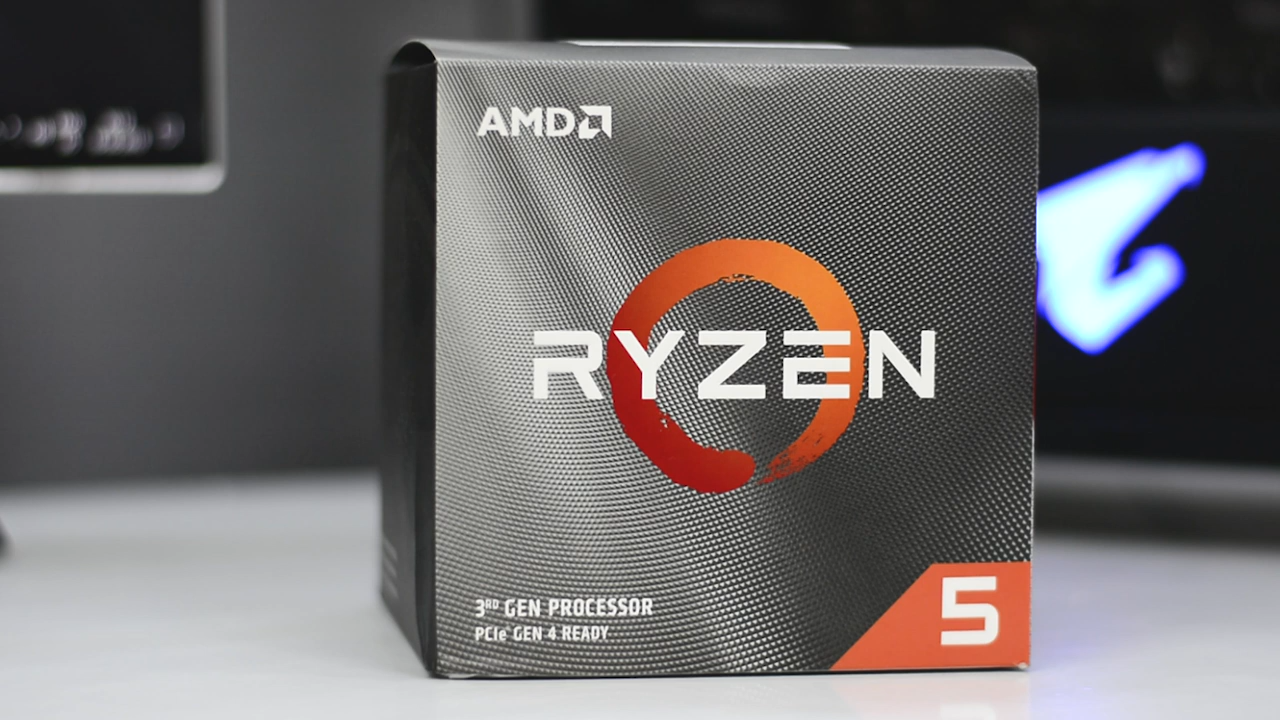 AMD
RYZEN
3RD GEN PROCESSOR
PCIe GEN 4 READY
5